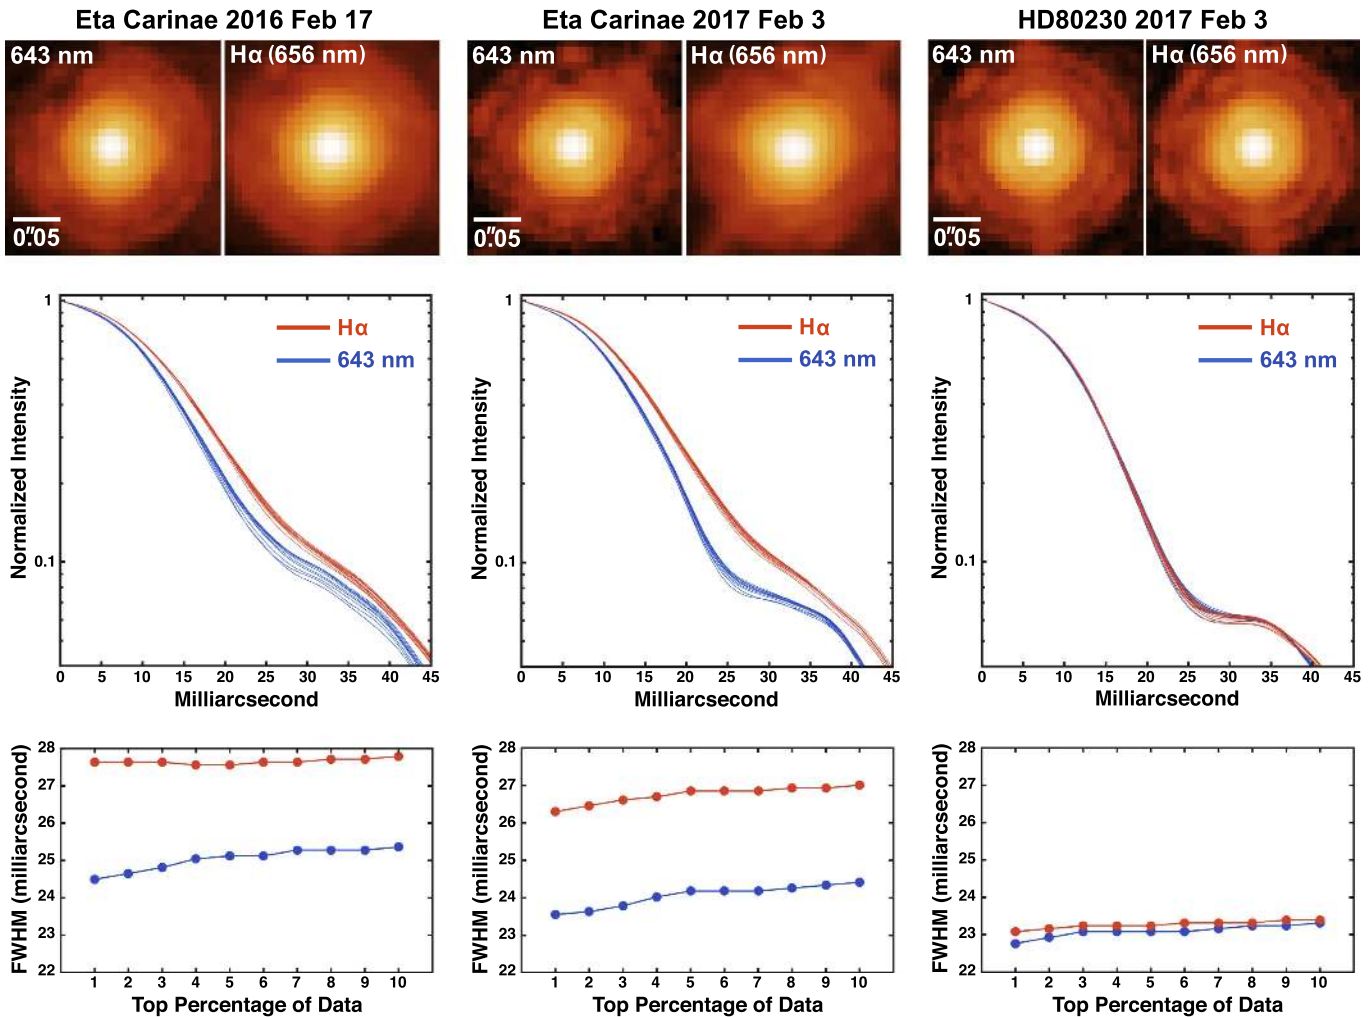 Eta Carinae 2016 Feb 17
Eta Carinae 2017 Feb 3
HD80230 2017 Feb 3
643 nm
Hα (656 nm)
643 nm
Hα (656 nm)
643 nm
Hα (656 nm)
0".05
0".05
0".05
Normalized Intensity
1
0.1
Hα
643 nm
0 5 10 15 20 25 30 35 40 45
Milliarcsecond
Normalized Intensity
1
0.1
Hα
643 nm
0 5 10 15 20 25 30 35 40 45
Milliarcsecond
Normalized Intensity
1
0.1
Hα
643 nm
0 5 10 15 20 25 30 35 40 45
Milliarcsecond
FWHM (milliarcsecond)
28
27
26
25
24
23
22
1 2 3 4 5 6 7 8 9 10
Top Percentage of Data
FWHM (milliarcsecond)
28
27
26
25
24
23
22
1 2 3 4 5 6 7 8 9 10
Top Percentage of Data
FWHM (milliarcsecond)
28
27
26
25
24
23
22
1 2 3 4 5 6 7 8 9 10
Top Percentage of Data